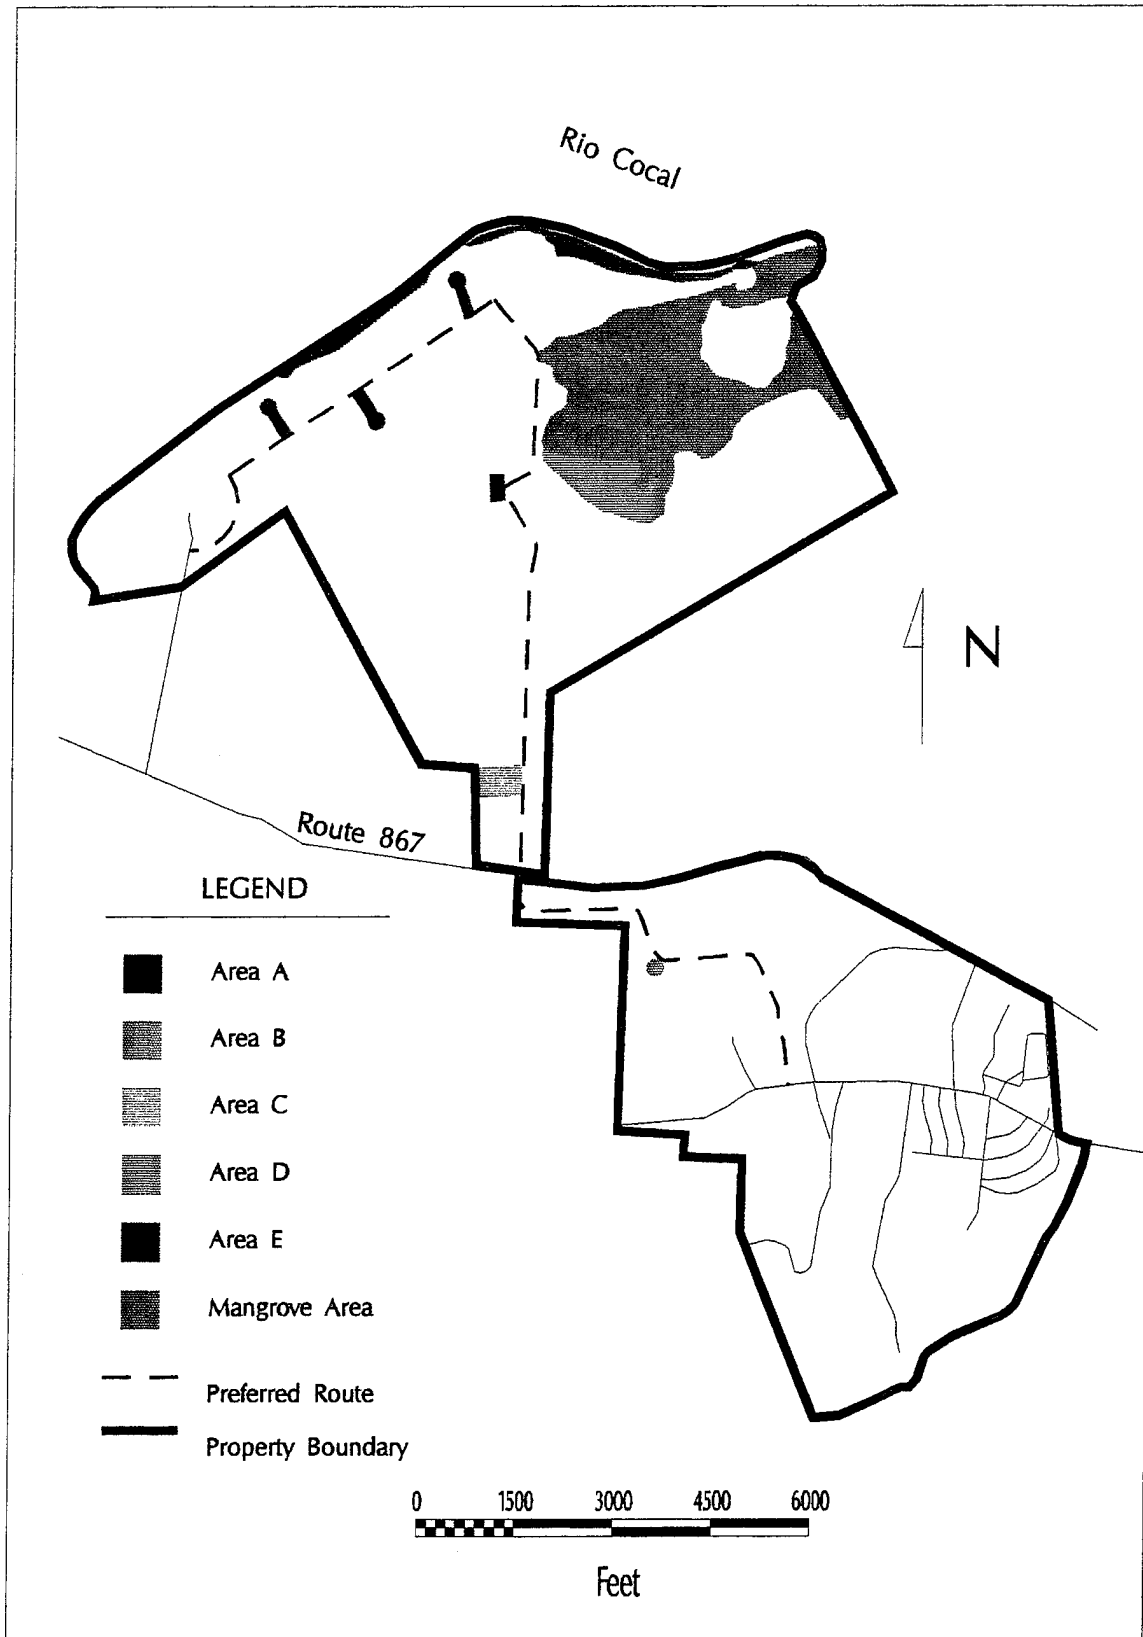 Rio Cocal
N
Route 867
LEGEND
Area A
Area B
Area C
Area D
Area E
Mangrove Area
Preferred Route
Property Boundary
0 1500 3000 4500 6000
Feet